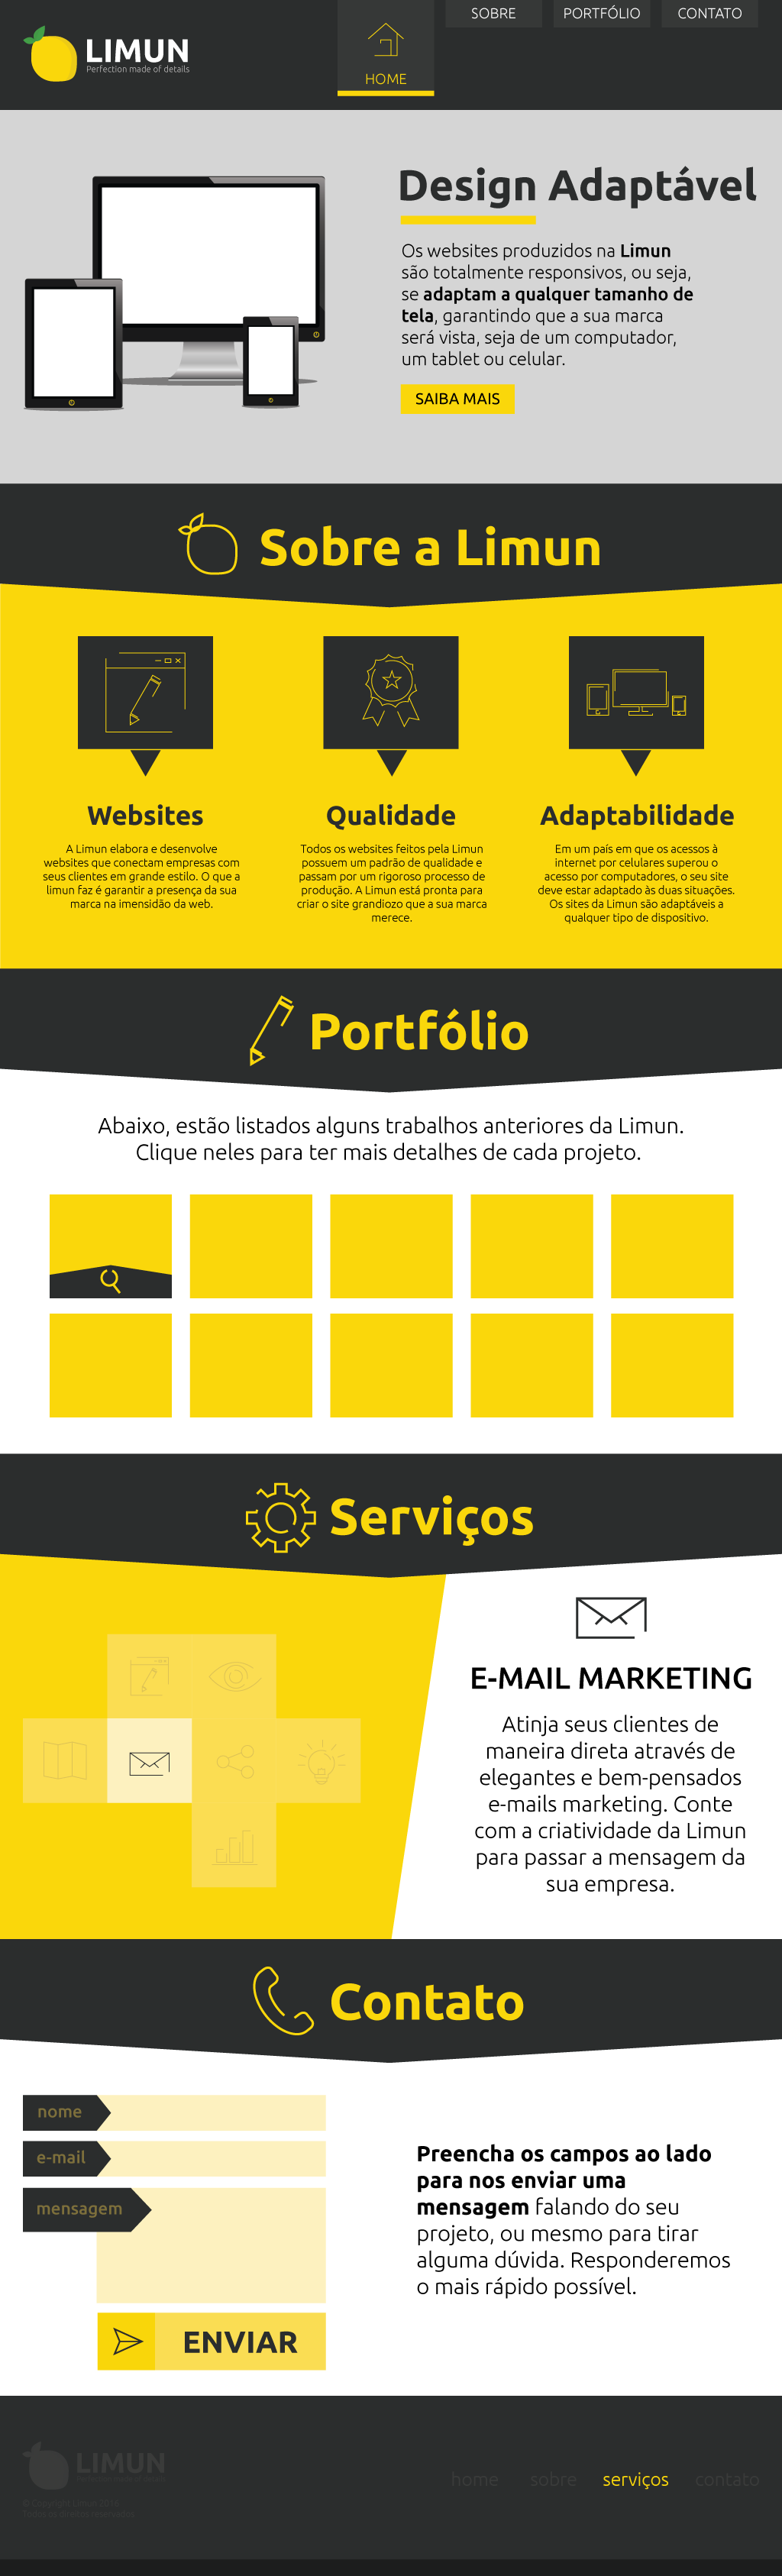 SOBRE
PORTFÓLIO
CONTATO
LIMUN
Perfection made of details
HOME
Design Adaptável
Os websites produzidos na Limun
são totalmente responsivos, ou seja,
se adaptam a qualquer tamanho de
tela, garantindo que a sua marca
será vista, seja de um computador,
um tablet ou celular.
SAIBA MAIS
Sobre a Limun
Websites
A Limun elabora e desenvolve
websites que conectam empresas com
seus clientes em grande estilo. O que a
limun faz é garantir a presença da sua
marca na imensidão da web.
Qualidade
Todos os websites feitos pela Limun
possuem um padrão de qualidade e
passam por um rigoroso processo de
produção. A Limun está pronta para
criar o site grandiozo que a sua marca
merece.
Adaptabilidade
Em um país em que os acessos à
internet por celulares superou o
acesso por computadores, o seu site
deve estar adaptado às duas situações.
Os sites da Limun são adaptáveis a
qualquer tipo de dispositivo.
Portfólio
Abaixo, estão listados alguns trabalhos anteriores da Limun.
Clique neles para ter mais detalhes de cada projeto.
Serviços
E-MAIL MARKETING
Atinja seus clientes de
maneira direta através de
elegantes e bem-pensados
e-mails marketing. Conte
com a criatividade da Limun
para passar a mensagem da
sua empresa.
Contato
nome
e-mail
mensagem
ENVIAR
Preencha os campos ao lado
para nos enviar uma
mensagem falando do seu
projeto, ou mesmo para tirar
alguma dúvida. Responderemos
o mais rápido possível.
LIMUN
Perfection made of details
home
sobre
serviços
contato